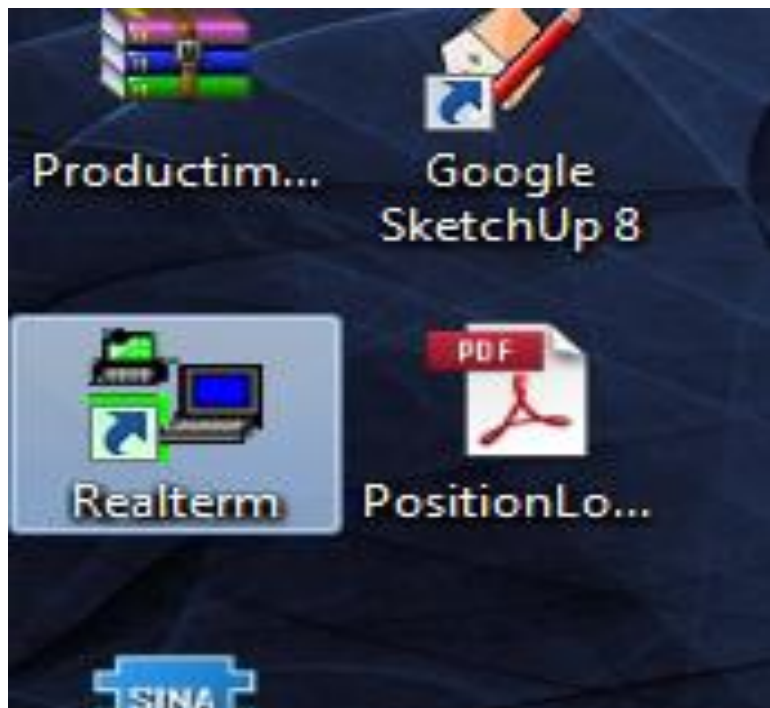 Productim...
Google
SketchUp 8
PDF
Realterm
PositionLo...
SINA